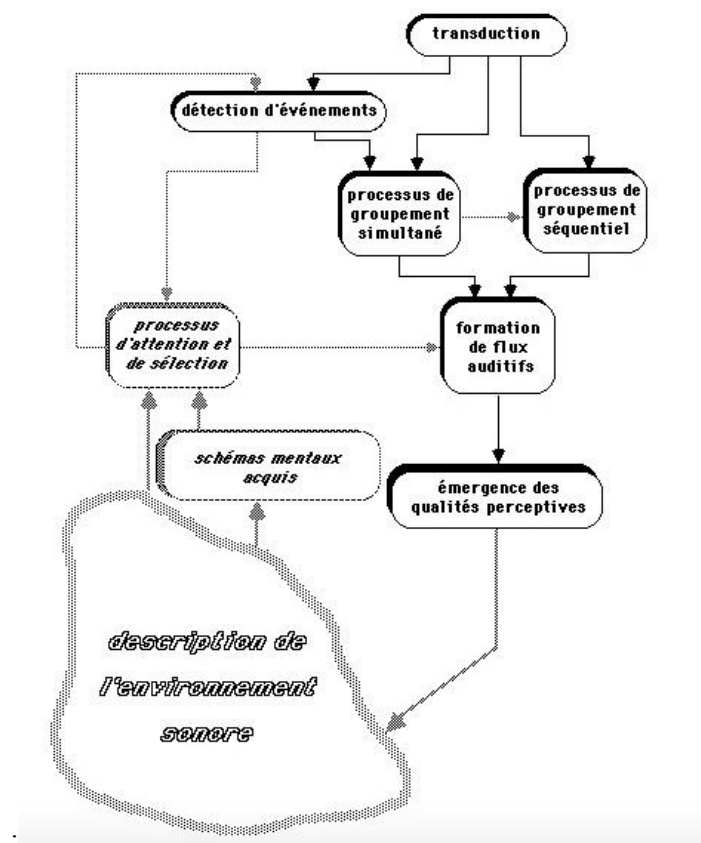 transduction
détection d'événements
processus de
groupement
simultané
processus de
groupement
séquentiel
processus
d'attention et
de sélection
formation
de flux
auditifs
schémas mentaux
acquis
émergence des
qualités perceptives
description de
l'environnement
sonore
.